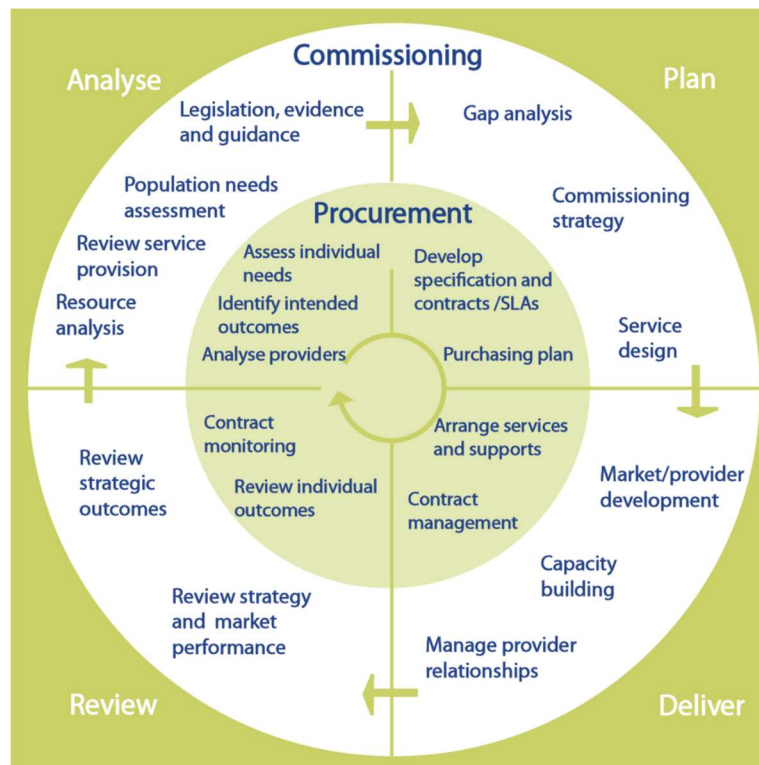 Commissioning
Analyse
Plan
Legislation, evidence
and guidance
Gap analysis
Population needs
assessment
Commissioning
strategy
Review service
provision
Resource
analysis
Service
design
Procurement
Assess individual
needs
Identify intended
outcomes
Analyse providers
Develop
specification and
contracts /SLAs
Purchasing plan
Contract
monitoring
Review individual
outcomes
Arrange services
and supports
Contract
management
Review
strategic
outcomes
Market/provider
development
Capacity
building
Review strategy
and market
performance
Manage provider
relationships
Review
Deliver